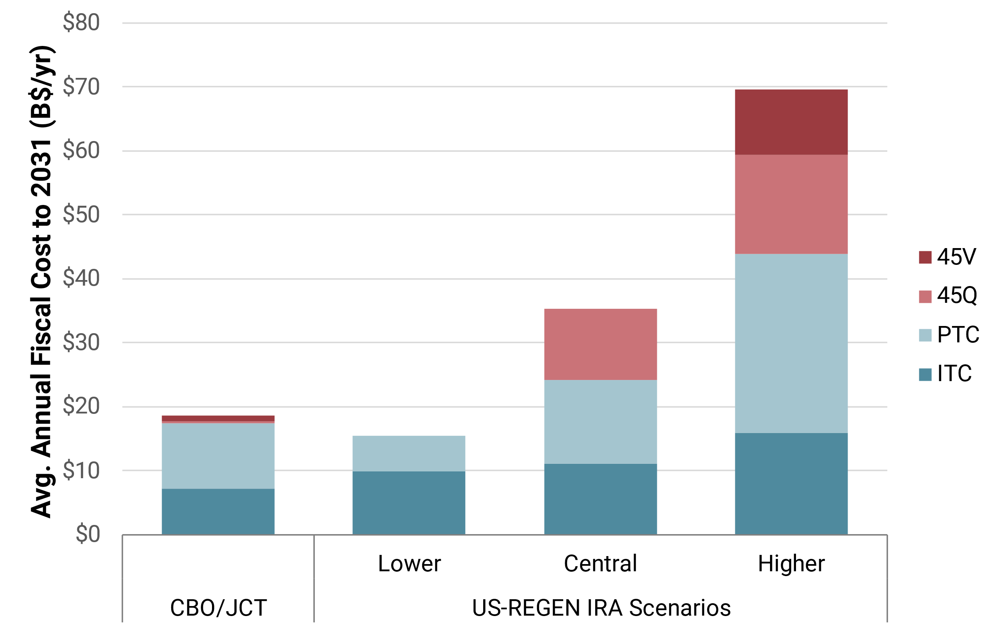 Avg. Annual Fiscal Cost to 2031 (B$/yr)
$80
$70
$60
$50
$40
$30
$20
$10
$0
45V
45Q
PTC
ITC
Lower
Central
Higher
CBO/JCT
US-REGEN IRA Scenarios